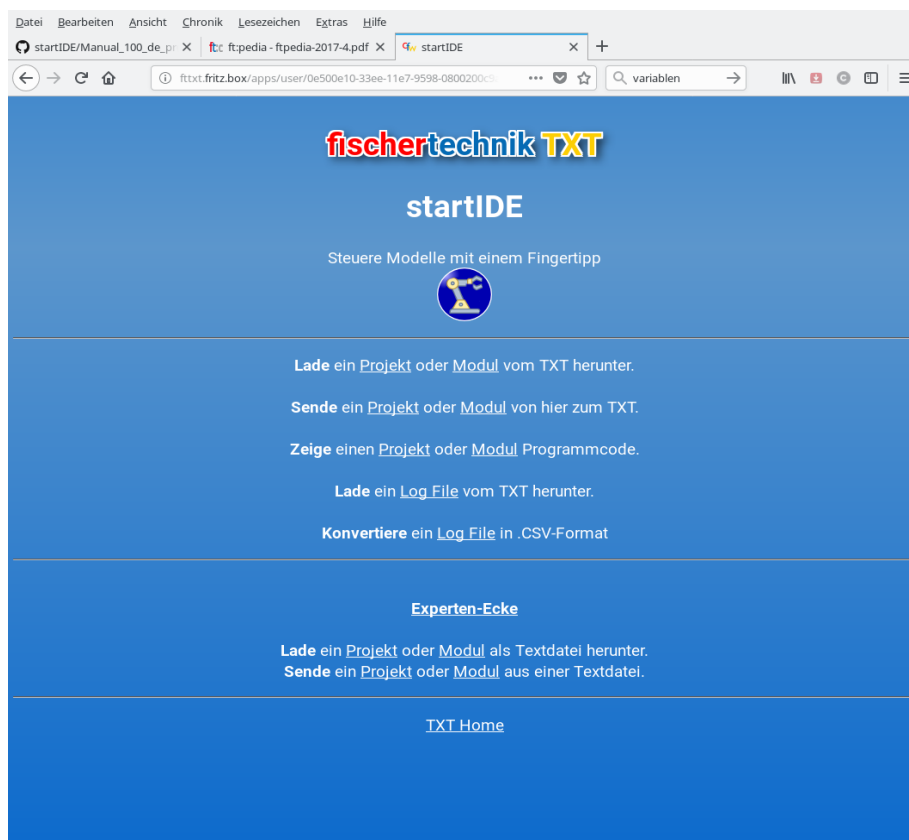 Datei Bearbeiten Ansicht Chronik Lesezeichen Extras Hilfe
startIDE/Manual_100_de_pr ft:pedia - ftpedia-2017-4.pdf startIDE
fttxt.fritz.box/apps/user/0e500e10-33ee-11e7-9598-0800200c9 variablen
fischertechnik TXT
startIDE
Steuere Modelle mit einem Fingertipp
Lade ein Projekt oder Modul vom TXT herunter.
Sende ein Projekt oder Modul von hier zum TXT.
Zeige einen Projekt oder Modul Programmcode.
Lade ein Log File vom TXT herunter.
Konvertiere ein Log File in .CSV-Format
Experten-Ecke
Lade ein Projekt oder Modul als Textdatei herunter.
Sende ein Projekt oder Modul aus einer Textdatei.
TXT Home